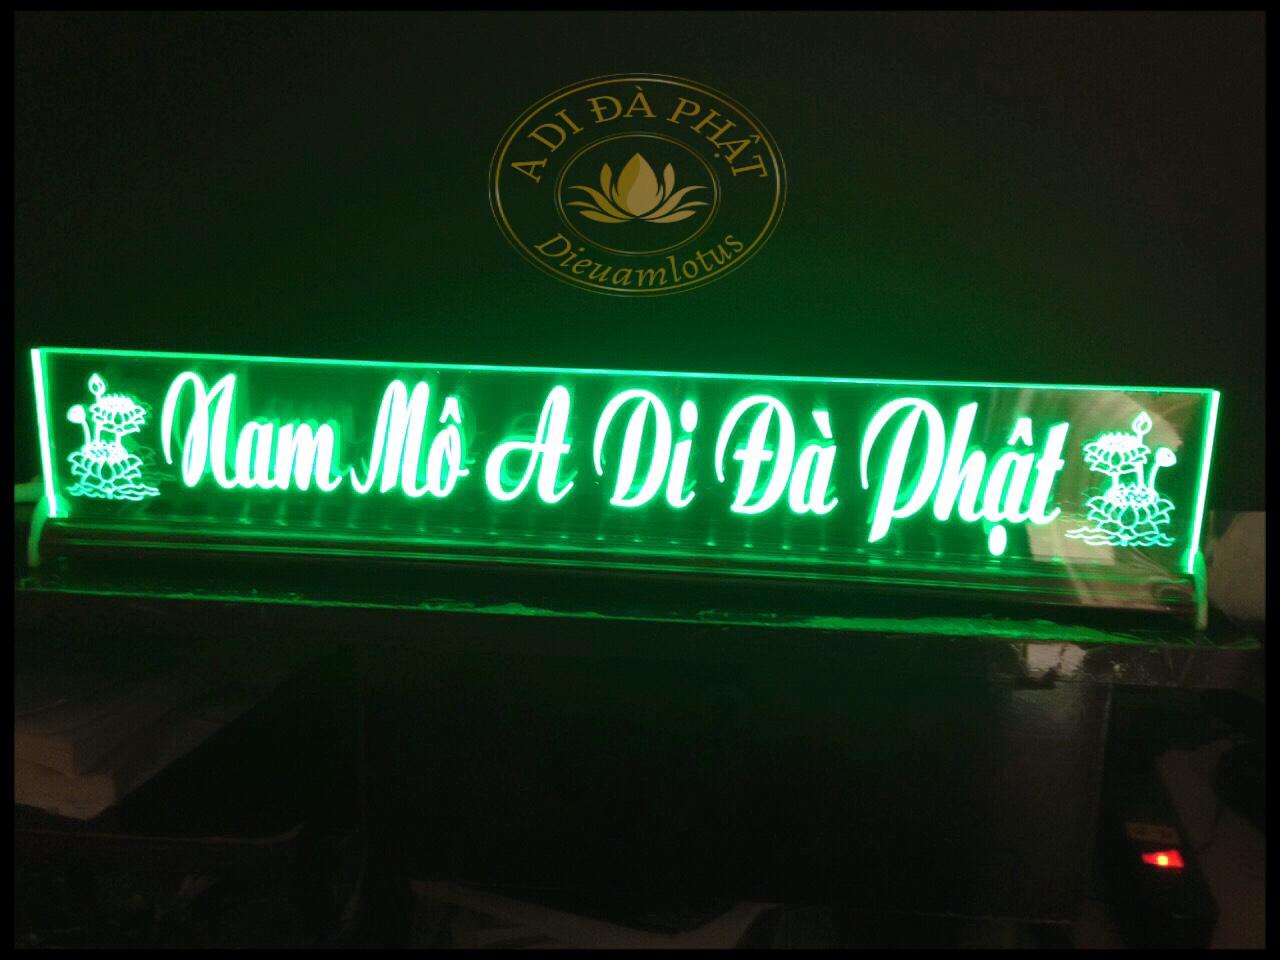 A DI ĐÀ PHẬT
Dieuamlotus
Nam Mô A Di Đà Phật